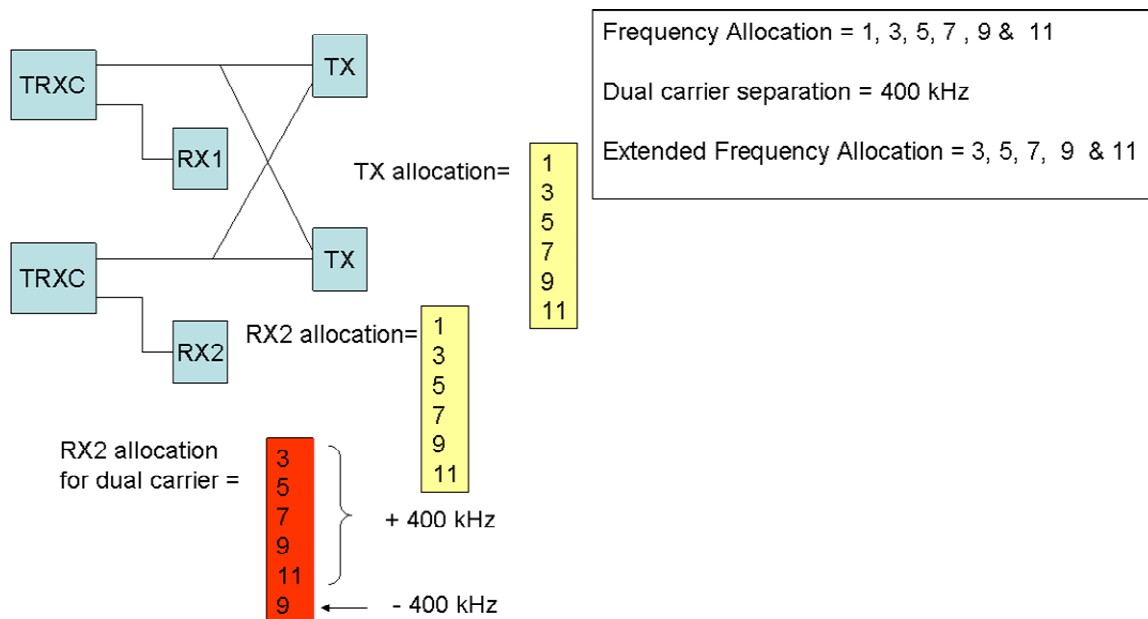 Frequency Allocation = 1, 3, 5, 7 , 9 & 11
Dual carrier separation = 400 kHz
Extended Frequency Allocation = 3, 5, 7, 9 & 11
TRXC
TX
RX1
TX allocation=
1
3
5
7
9
11
TRXC
TX
RX2
RX2 allocation=
1
3
5
7
9
11
RX2 allocation
for dual carrier =
3
5
7
9
11
9
+ 400 kHz
- 400 kHz